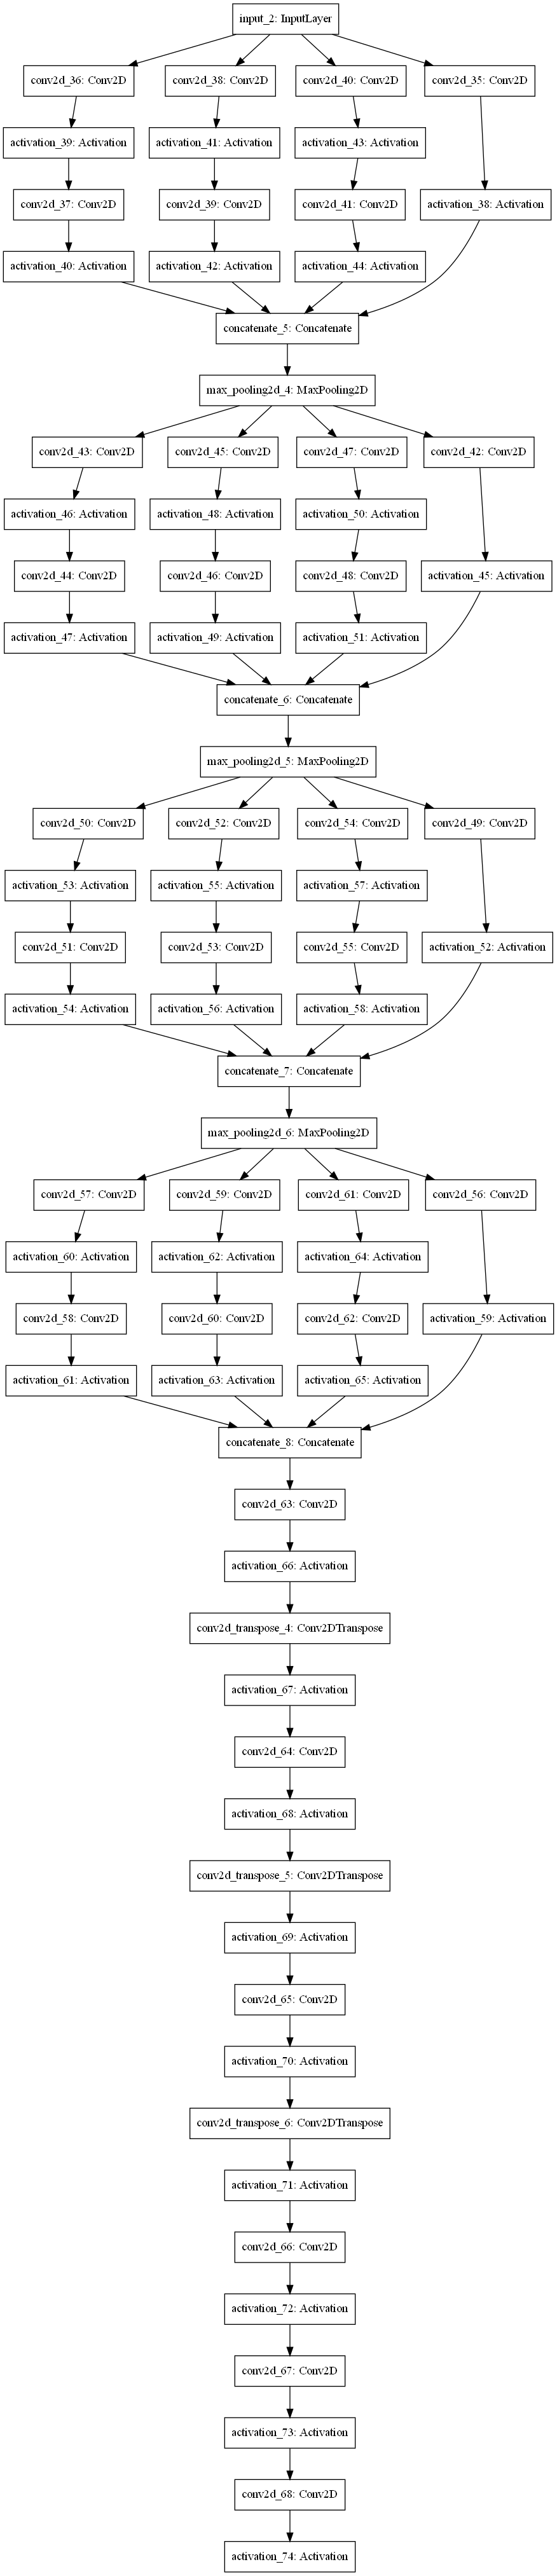 input_2: InputLayer
conv2d_36: Conv2D
conv2d_38: Conv2D
conv2d_40: Conv2D
conv2d_35: Conv2D
activation_39: Activation
activation_41: Activation
activation_43: Activation
conv2d_37: Conv2D
conv2d_39: Conv2D
conv2d_41: Conv2D
activation_38: Activation
activation_40: Activation
activation_42: Activation
activation_44: Activation
concatenate_5: Concatenate
max_pooling2d_4: MaxPooling2D
conv2d_43: Conv2D
conv2d_45: Conv2D
conv2d_47: Conv2D
conv2d_42: Conv2D
activation_46: Activation
activation_48: Activation
activation_50: Activation
conv2d_44: Conv2D
conv2d_46: Conv2D
conv2d_48: Conv2D
activation_45: Activation
activation_47: Activation
activation_49: Activation
activation_51: Activation
concatenate_6: Concatenate
max_pooling2d_5: MaxPooling2D
conv2d_50: Conv2D
conv2d_52: Conv2D
conv2d_54: Conv2D
conv2d_49: Conv2D
activation_53: Activation
activation_55: Activation
activation_57: Activation
conv2d_51: Conv2D
conv2d_53: Conv2D
conv2d_55: Conv2D
activation_52: Activation
activation_54: Activation
activation_56: Activation
activation_58: Activation
concatenate_7: Concatenate
max_pooling2d_6: MaxPooling2D
conv2d_57: Conv2D
conv2d_59: Conv2D
conv2d_61: Conv2D
conv2d_56: Conv2D
activation_60: Activation
activation_62: Activation
activation_64: Activation
conv2d_58: Conv2D
conv2d_60: Conv2D
conv2d_62: Conv2D
activation_59: Activation
activation_61: Activation
activation_63: Activation
activation_65: Activation
concatenate_8: Concatenate
conv2d_63: Conv2D
activation_66: Activation
conv2d_transpose_4: Conv2DTranspose
activation_67: Activation
conv2d_64: Conv2D
activation_68: Activation
conv2d_transpose_5: Conv2DTranspose
activation_69: Activation
conv2d_65: Conv2D
activation_70: Activation
conv2d_transpose_6: Conv2DTranspose
activation_71: Activation
conv2d_66: Conv2D
activation_72: Activation
conv2d_67: Conv2D
activation_73: Activation
conv2d_68: Conv2D
activation_74: Activation